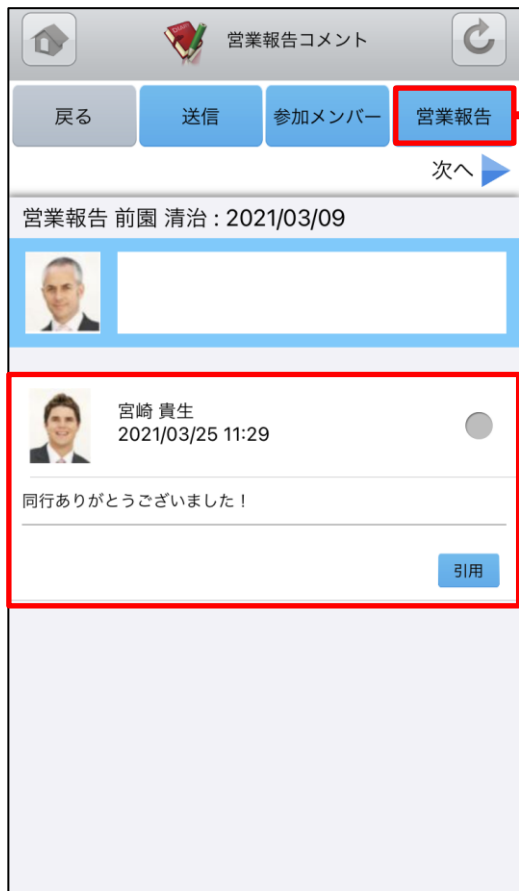 営業報告コメント
戻る 送信 参加メンバー 営業報告
次へ
営業報告 前園 清治 : 2021/03/09
宮崎 貴生
2021/03/25 11:29
同行ありがとうございました！
引用